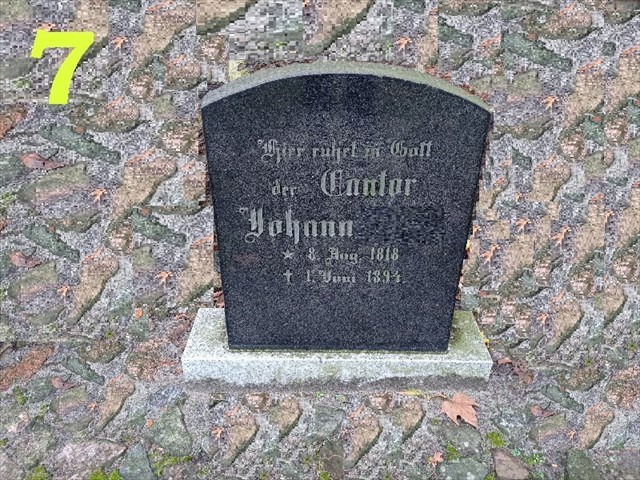 7
Hier ruhet in Gott
der Cantor
Johann
* 8. Aug. 1818
† 1. Juni 1894.